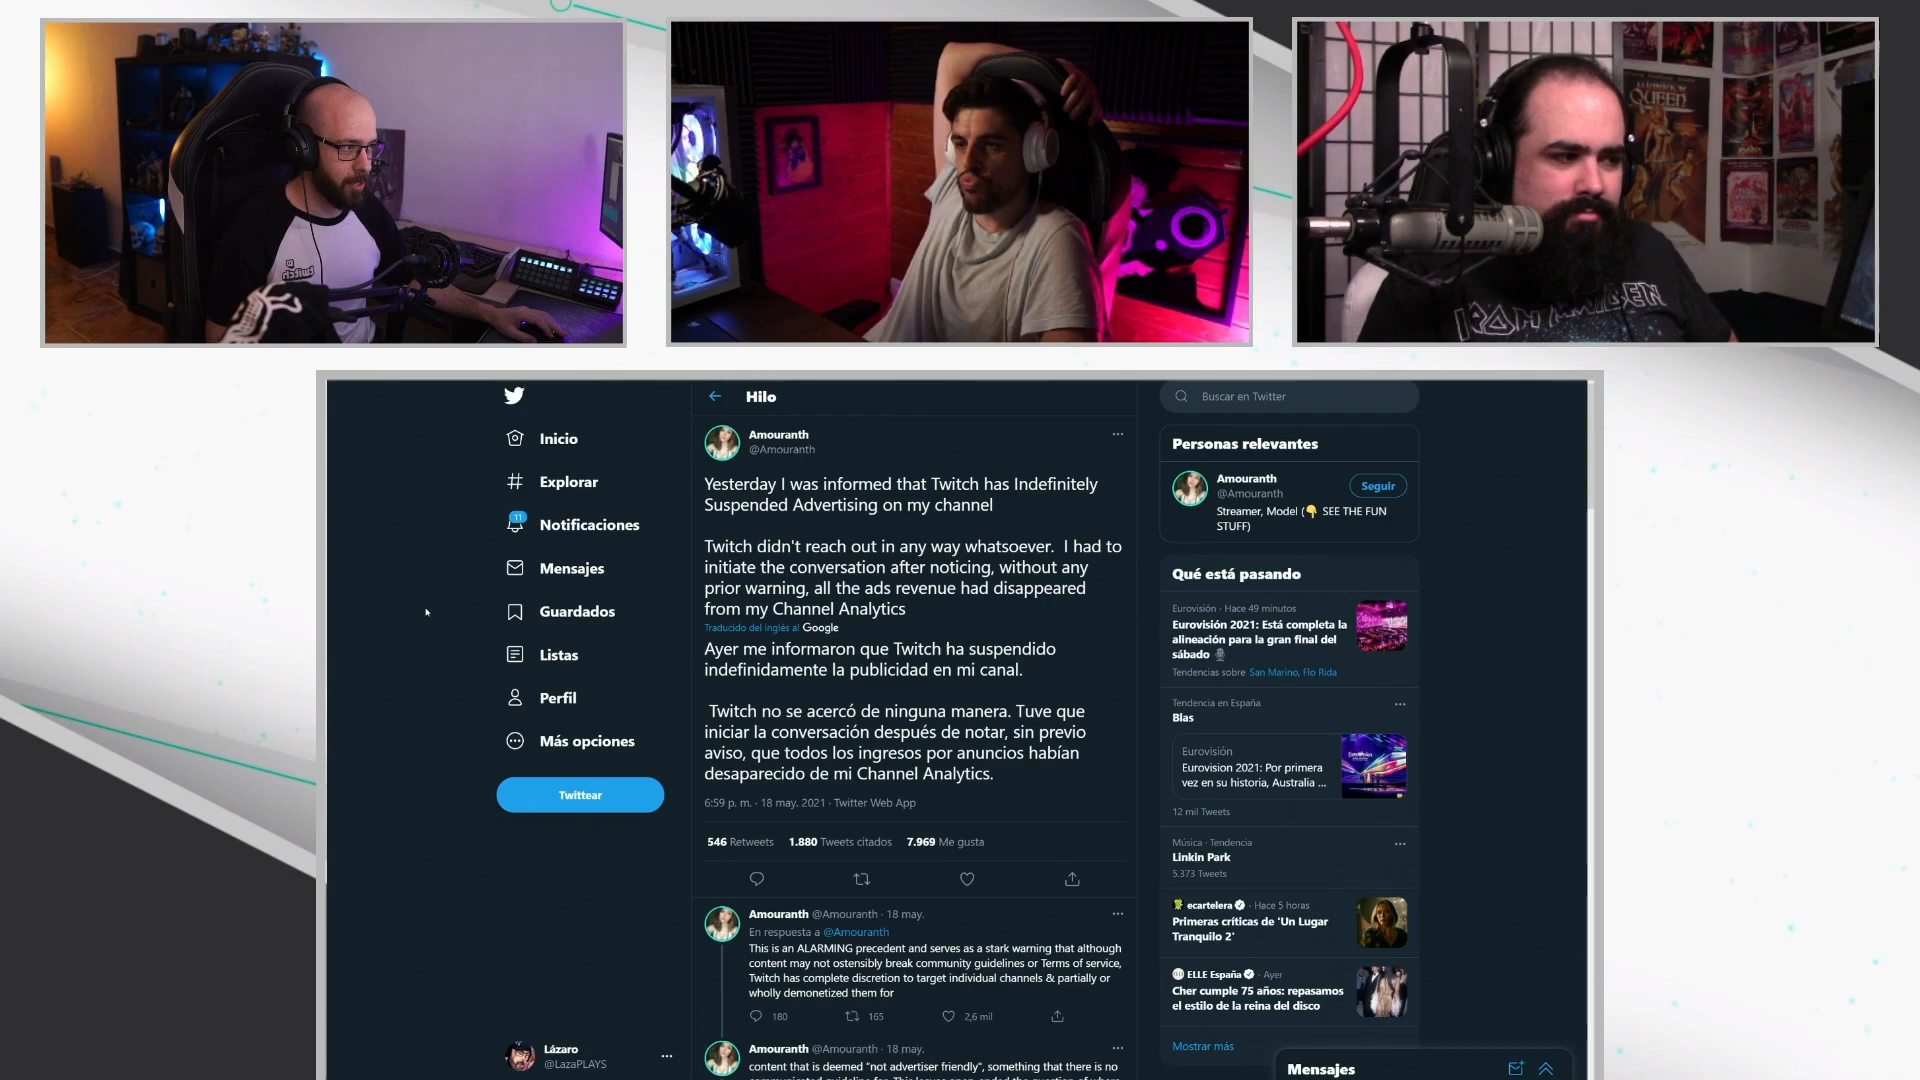 QUEEN
IRON MAIDEN
Hilo
Buscar en Twitter
Inicio
Explorar
11
Notificaciones
Mensajes
Guardados
Listas
Perfil
Más opciones
Twittear
Lázaro
@LazaPLAYS
Amouranth
@Amouranth
Yesterday I was informed that Twitch has Indefinitely
Suspended Advertising on my channel
Twitch didn't reach out in any way whatsoever.  I had to
initiate the conversation after noticing, without any
prior warning, all the ads revenue had disappeared
from my Channel Analytics
Traducido del inglés al Google
Ayer me informaron que Twitch ha suspendido
indefinidamente la publicidad en mi canal.
Twitch no se acercó de ninguna manera. Tuve que
iniciar la conversación después de notar, sin previo
aviso, que todos los ingresos por anuncios habían
desaparecido de mi Channel Analytics.
6:59 p. m. · 18 may. 2021 · Twitter Web App
546 Retweets 1.880 Tweets citados 7.969 Me gusta
Amouranth @Amouranth · 18 may.
En respuesta a @Amouranth
This is an ALARMING precedent and serves as a stark warning that although
content may not ostensibly break community guidelines or Terms of service,
Twitch has complete discretion to target individual channels & partially or
wholly demonetized them for
180 165 2,6 mil
Amouranth @Amouranth · 18 may.
content that is deemed "not advertiser friendly", something that there is no
Personas relevantes
Amouranth
@Amouranth
Seguir
Streamer, Model (👇 SEE THE FUN
STUFF)
Qué está pasando
Eurovisión · Hace 49 minutos
Eurovisión 2021: Está completa la
alineación para la gran final del
sábado 🎙️
Tendencias sobre San Marino, Flo Rida
Tendencia en España
Blas
Eurovisión
Eurovision 2021: Por primera
vez en su historia, Australia ...
12 mil Tweets
Música · Tendencia
Linkin Park
5.373 Tweets
ecartelera · Hace 5 horas
Primeras críticas de 'Un Lugar
Tranquilo 2'
ELLE España · Ayer
Cher cumple 75 años: repasamos
el estilo de la reina del disco
Mostrar más
Mensajes